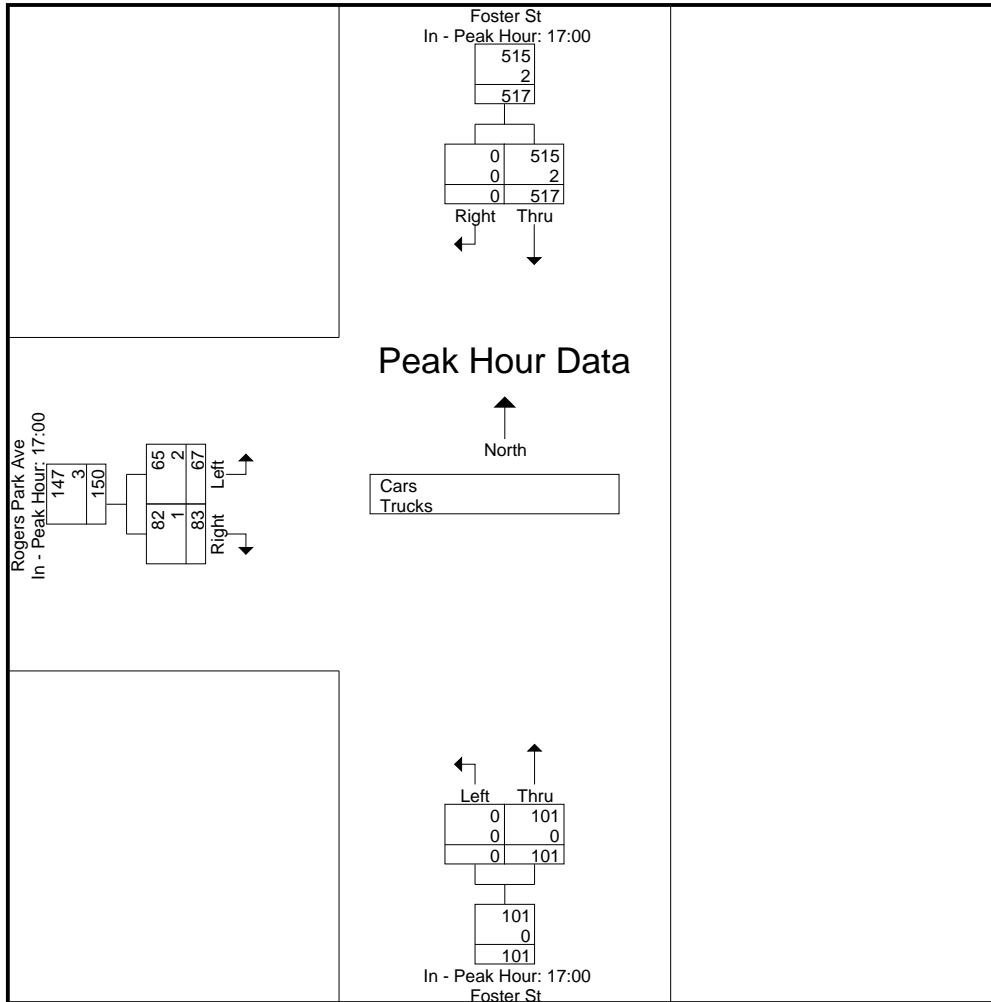 Foster St
In - Peak Hour: 17:00
515
2
517
0 515
0 2
0 517
Right Thru
Peak Hour Data
North
Cars
Trucks
Rogers Park Ave
In - Peak Hour: 17:00
147
3
150
65
2
67
Left
82
1
83
Right
Left Thru
0 101
0 0
0 101
101
0
101
In - Peak Hour: 17:00
Foster St